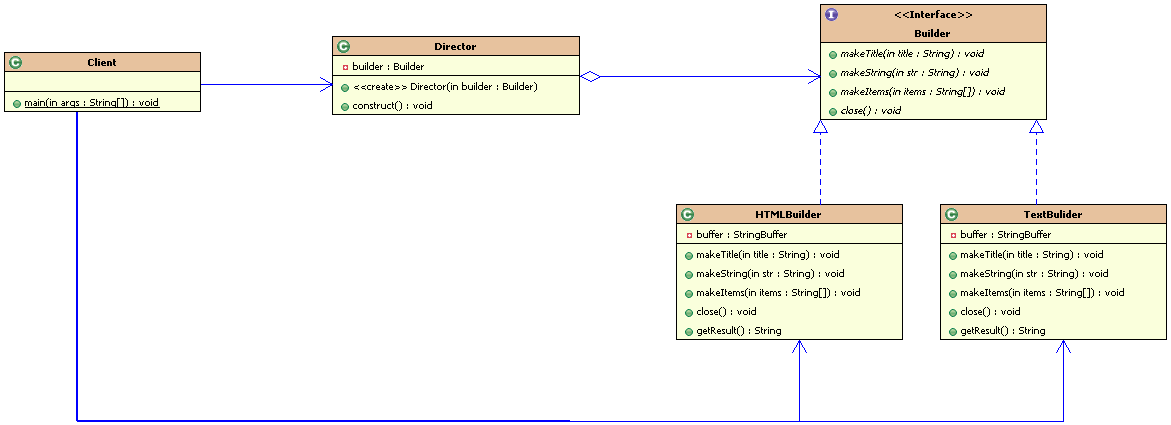 Client
main(in args : String[]) : void
Director
builder : Builder
<<create>> Director(in builder : Builder)
construct() : void
<<Interface>>
Builder
makeTitle(in title : String) : void
makeString(in str : String) : void
makeItems(in items : String[]) : void
close() : void
HTMLBuilder
buffer : StringBuffer
makeTitle(in title : String) : void
makeString(in str : String) : void
makeItems(in items : String[]) : void
close() : void
getResult() : String
TextBulider
buffer : StringBuffer
makeTitle(in title : String) : void
makeString(in str : String) : void
makeItems(in items : String[]) : void
close() : void
getResult() : String